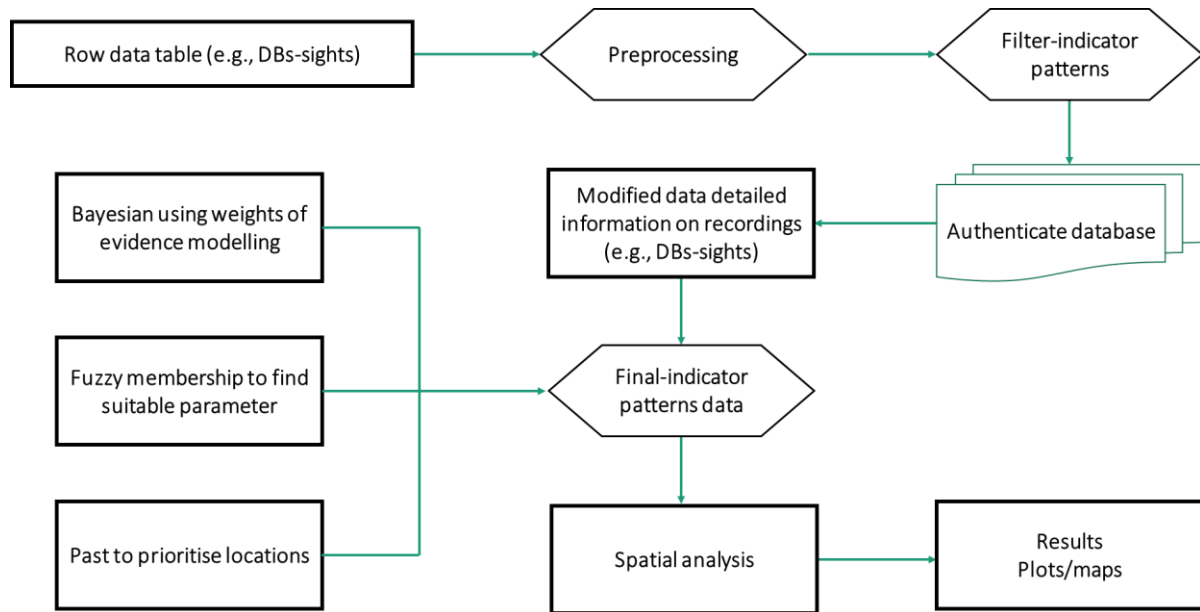 Row data table (e.g., DBs-sights)
Preprocessing
Filter-indicator
patterns
Bayesian using weights of
evidence modelling
Modified data detailed
information on recordings
(e.g., DBs-sights)
Authenticate database
Fuzzy membership to find
suitable parameter
Final-indicator
patterns data
Past to prioritise locations
Spatial analysis
Results
Plots/maps